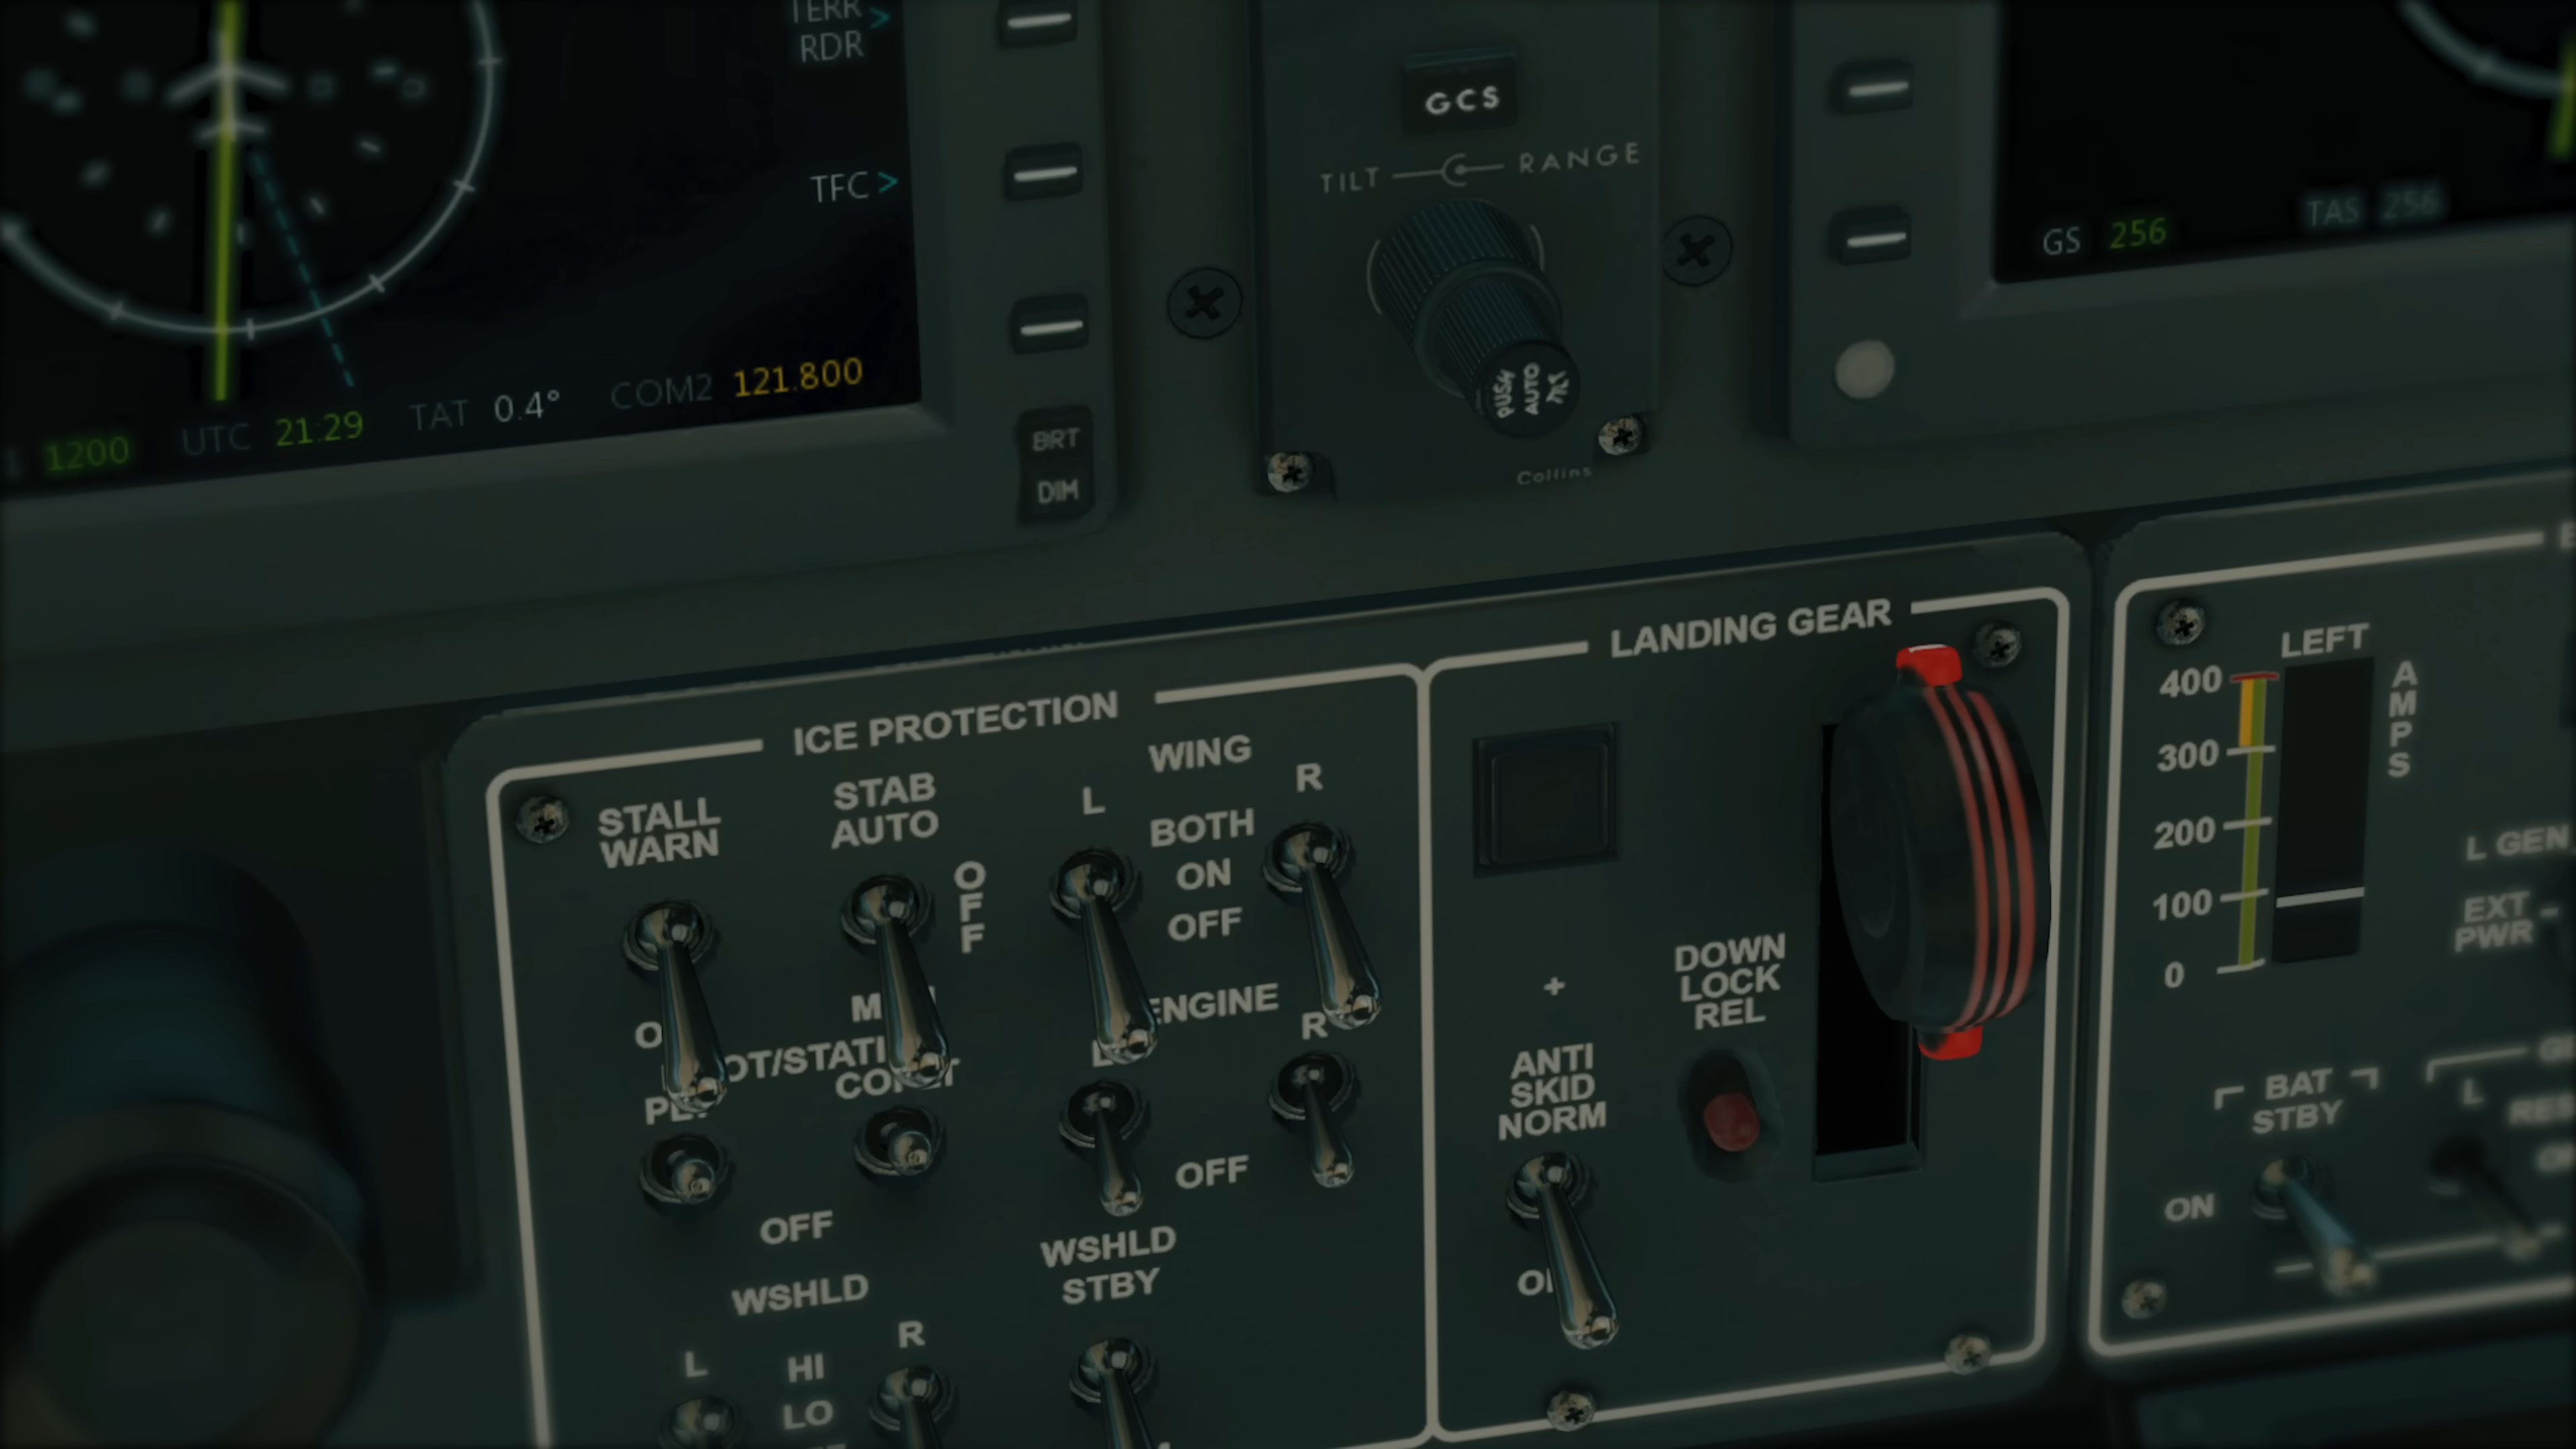 TERR >
RDR
TFC >
1200 UTC 21:29 TAT 0.4° COM2 121.800
BRT
DIM
GCS
TILT RANGE
PUSH
AUTO
TILT
Collins
GS 256 TAS 256
ICE PROTECTION
STALL
WARN
STAB
AUTO
OFF
WING
L R
BOTH
ON
OFF
ENGINE
R
OFF
OFF
WSHLD
L R
HI
LO
WSHLD
STBY
LANDING GEAR
DOWN
LOCK
REL
+
ANTI
SKID
NORM
LEFT
AMPS
400
300
200
100
0
L GEN
EXT
PWR
BAT
STBY
ON
L